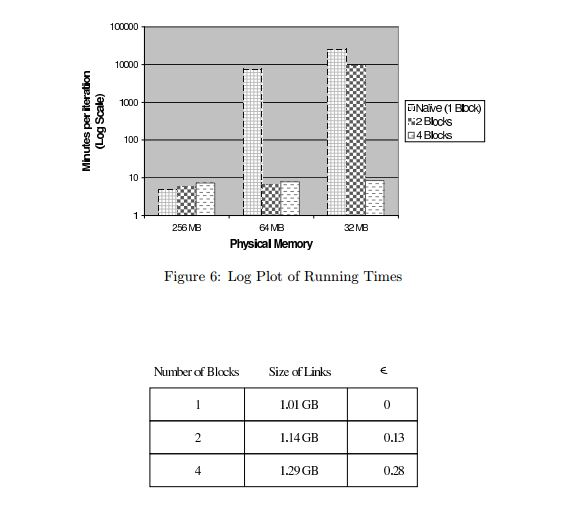 100000
10000
1000
100
10
1
Minutes per iteration
(Log Scale)
256 MB 64 MB 32 MB
Physical Memory
Naïve (1 Block)
2 Blocks
4 Blocks
Figure 6: Log Plot of Running Times
Number of Blocks Size of Links ϵ
1 1.01 GB 0
2 1.14 GB 0.13
4 1.29 GB 0.28